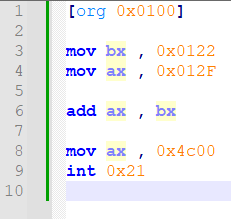 1 [org 0x0100]
2
3 mov bx , 0x0122
4 mov ax , 0x012F
5
6 add ax , bx
7
8 mov ax , 0x4c00
9 int 0x21
10